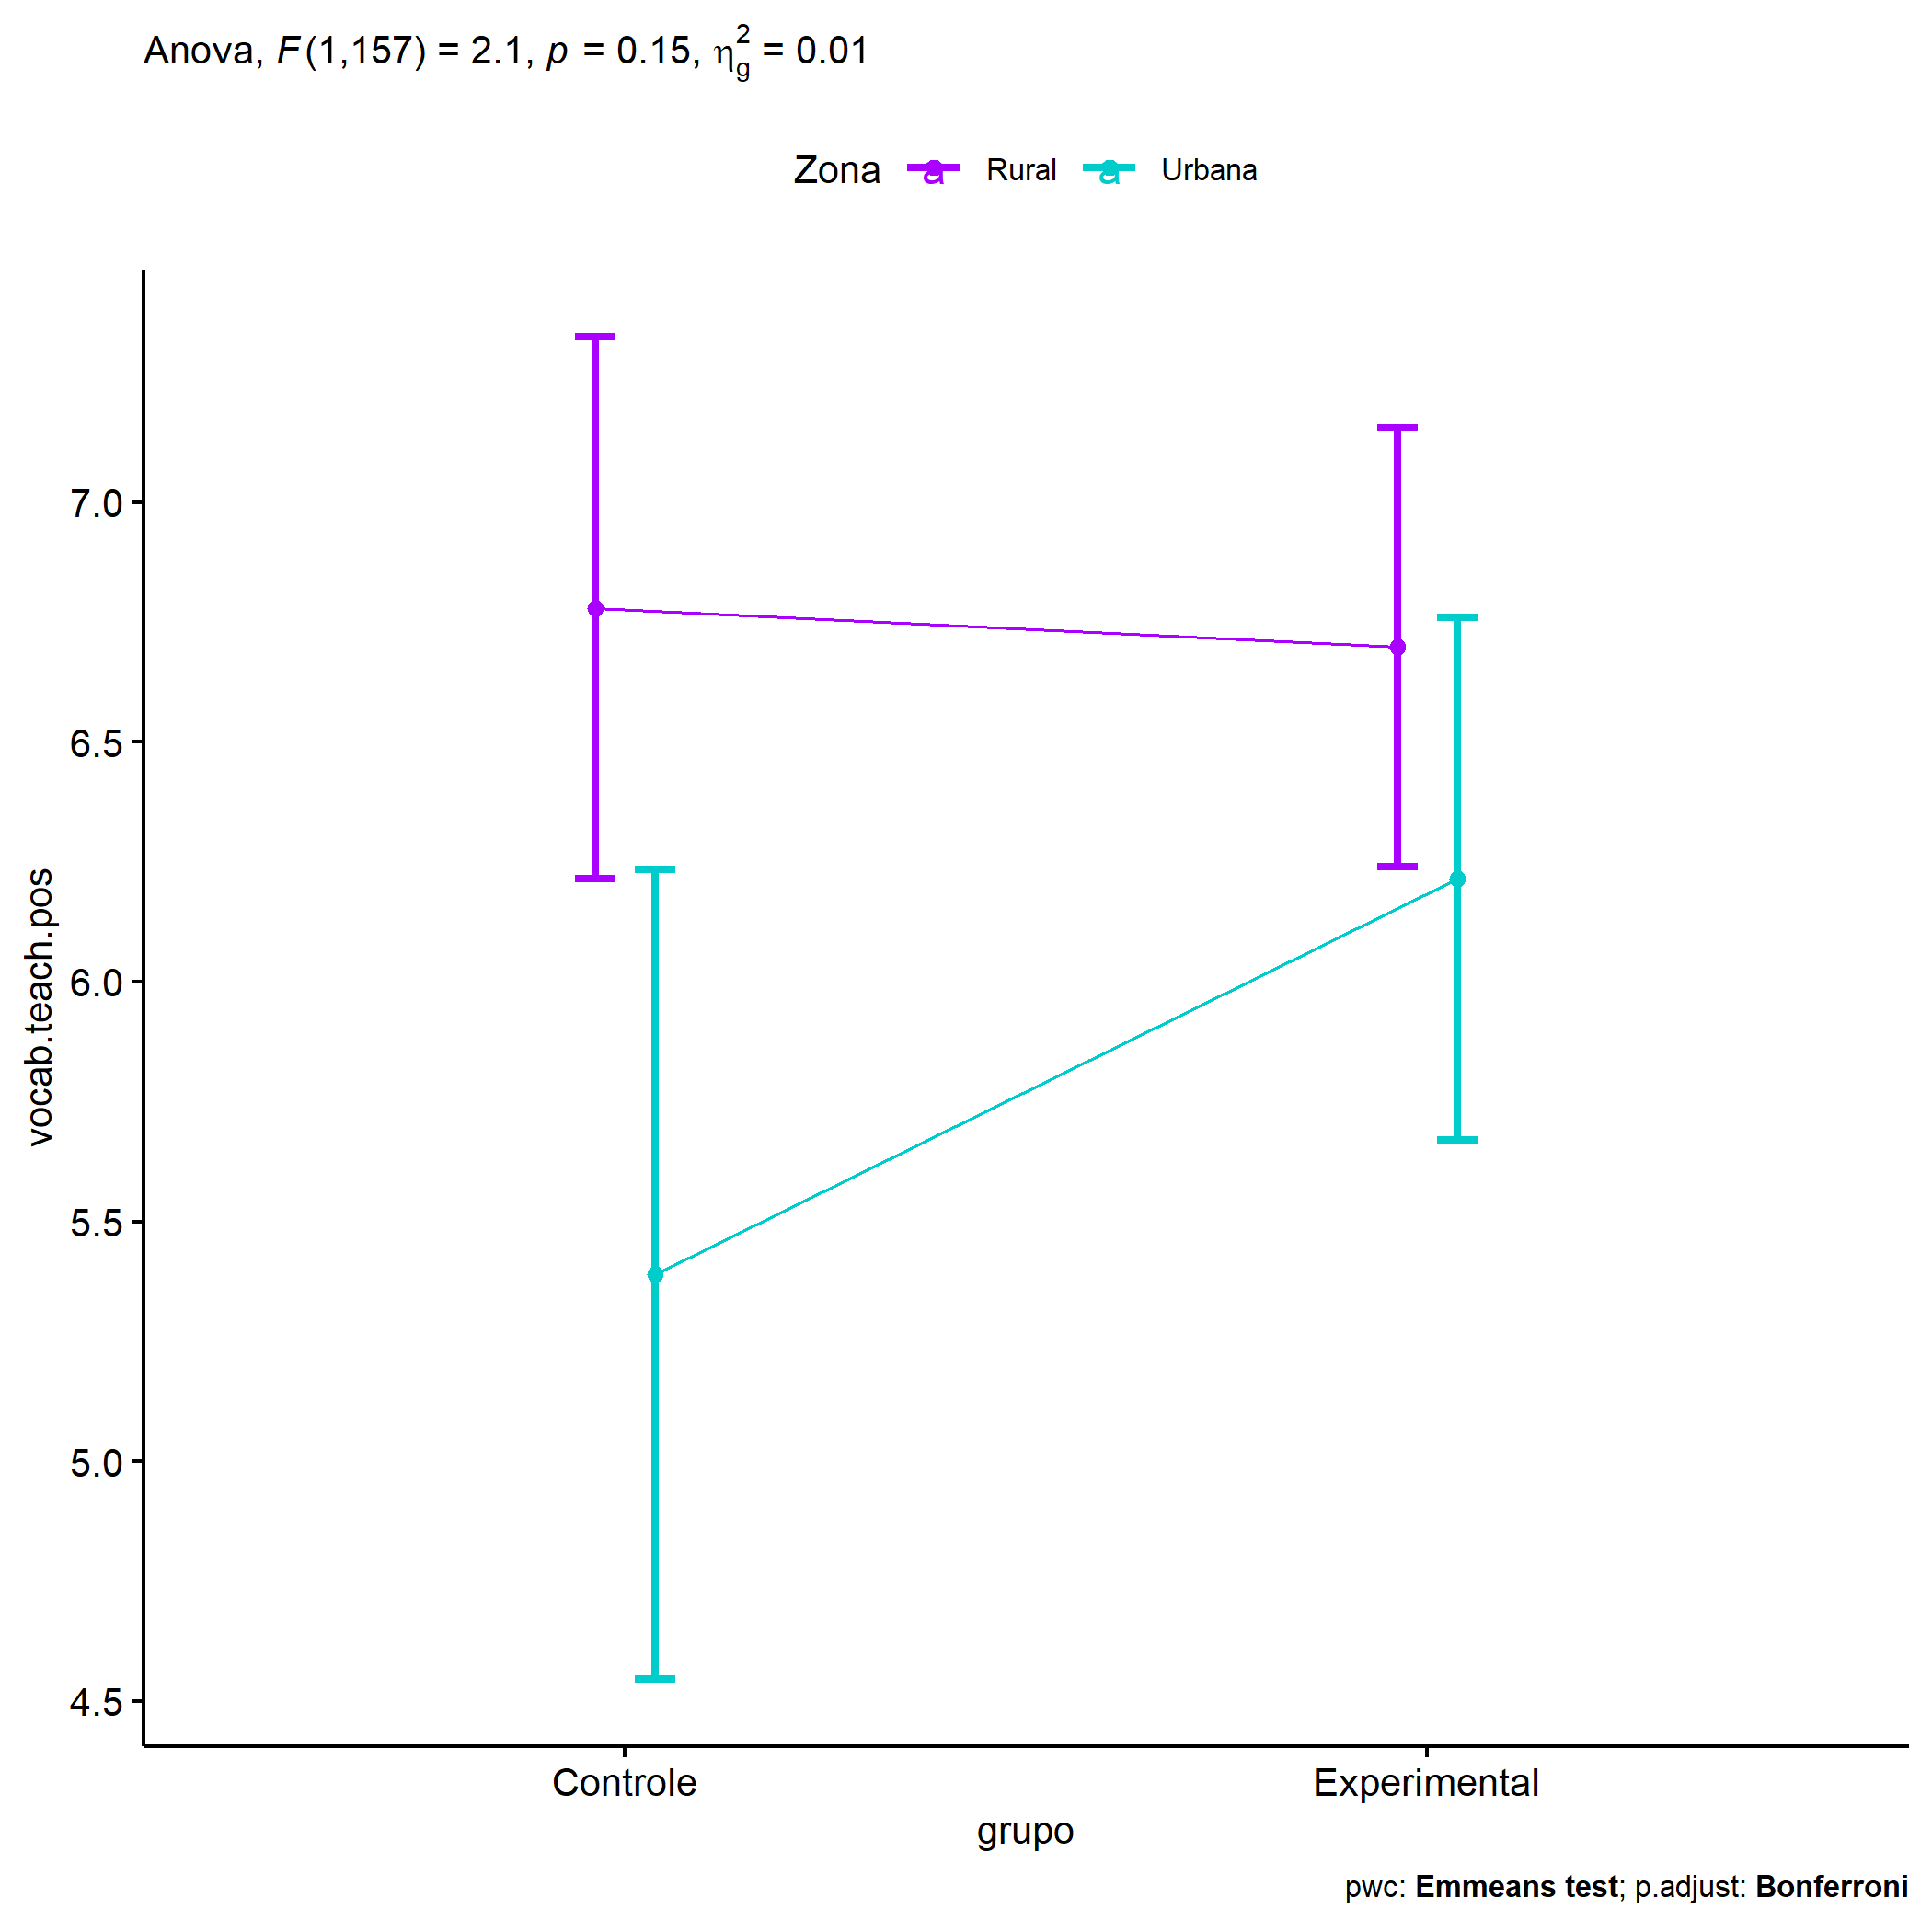 Anova, F(1,157) = 2.1, p = 0.15, η²g = 0.01
Zona a Rural a Urbana
vocab.teach.pos
7.0
6.5
6.0
5.5
5.0
4.5
Controle Experimental
grupo
pwc: Emmeans test; p.adjust: Bonferroni